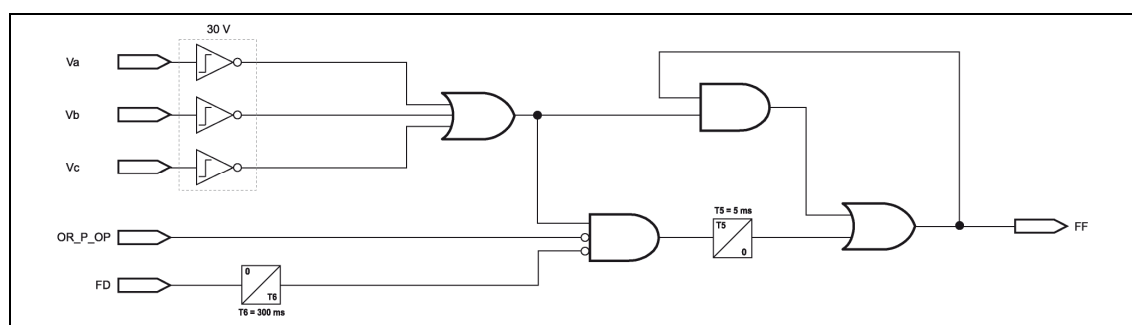 30 V
Va
Vb
Vc
OR_P_OP
T5 = 5 ms
T5
0
FF
FD
0
T6
T6 = 300 ms